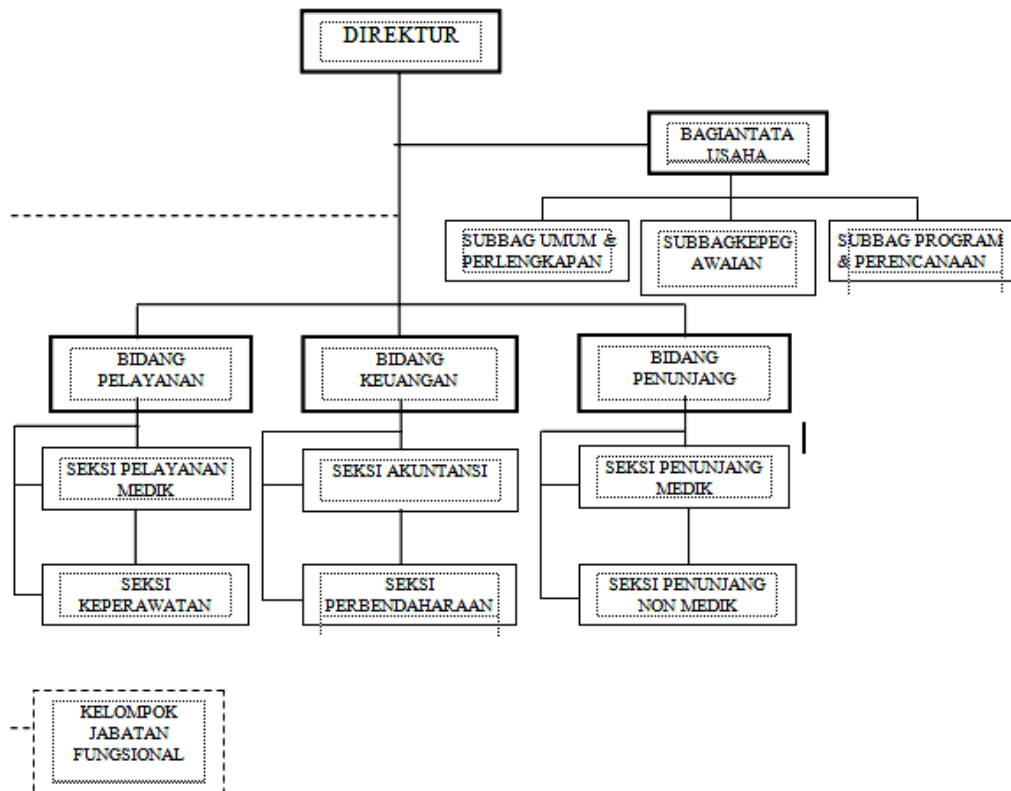 DIREKTUR
BAGIANTATA
USAHA
SUBBAG UMUM &
PERLENGKAPAN
SUBBAGKEPEG
AWAIAN
SUBBAG PROGRAM
& PERENCANAAN
BIDANG
PELAYANAN
BIDANG
KEUANGAN
BIDANG
PENUNJANG
SEKSI PELAYANAN
MEDIK
SEKSI AKUNTANSI
SEKSI PENUNJANG
MEDIK
SEKSI
KEPERAWATAN
SEKSI
PERBENDAHARAAN
SEKSI PENUNJANG
NON MEDIK
KELOMPOK
JABATAN
FUNGSIONAL